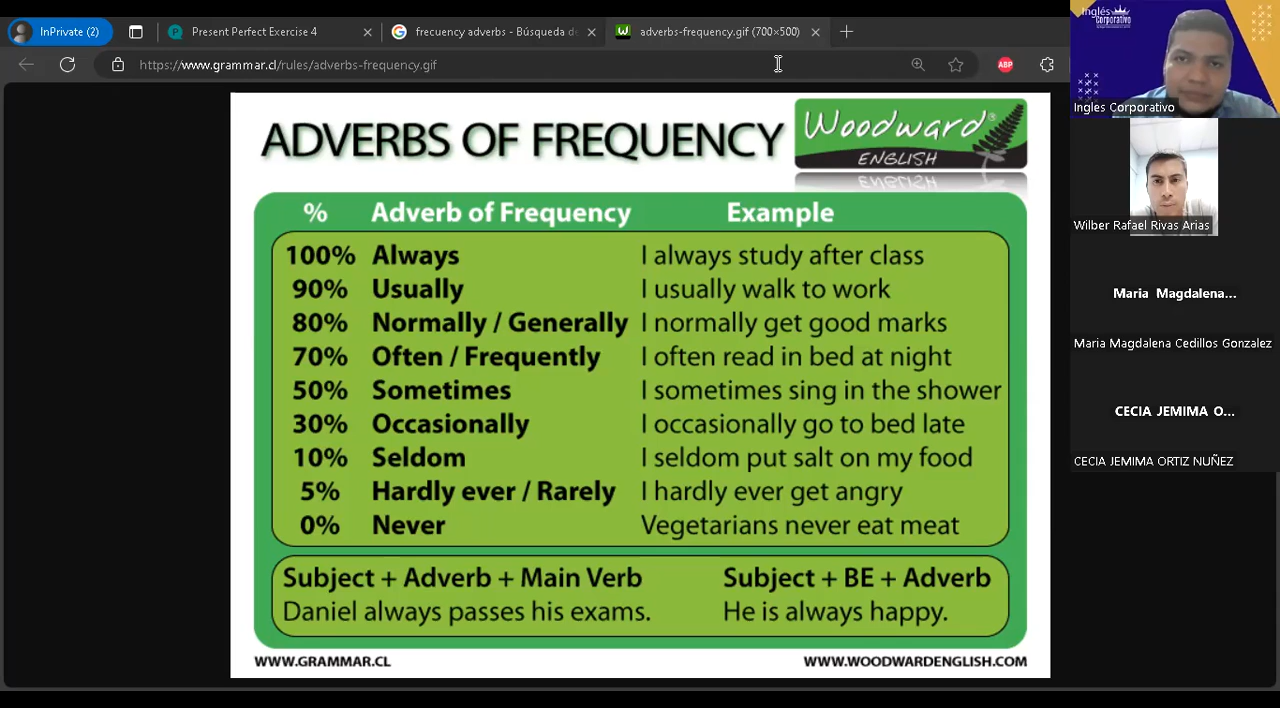 InPrivate (2)
Present Perfect Exercise 4
frecuency adverbs - Búsqueda de
adverbs-frequency.gif (700×500)
https://www.grammar.cl/rules/adverbs-frequency.gif
ABP
ADVERBS OF FREQUENCY
Woodward®
ENGLISH
% Adverb of Frequency Example
100% Always I always study after class
90% Usually I usually walk to work
80% Normally / Generally I normally get good marks
70% Often / Frequently I often read in bed at night
50% Sometimes I sometimes sing in the shower
30% Occasionally I occasionally go to bed late
10% Seldom I seldom put salt on my food
5% Hardly ever / Rarely I hardly ever get angry
0% Never Vegetarians never eat meat
Subject + Adverb + Main Verb Subject + BE + Adverb
Daniel always passes his exams. He is always happy.
WWW.GRAMMAR.CL WWW.WOODWARDENGLISH.COM
Inglés
Corporativo
Ingles Corporativo
Wilber Rafael Rivas Arias
Maria Magdalena...
Maria Magdalena Cedillos Gonzalez
CECIA JEMIMA O...
CECIA JEMIMA ORTIZ NUÑEZ